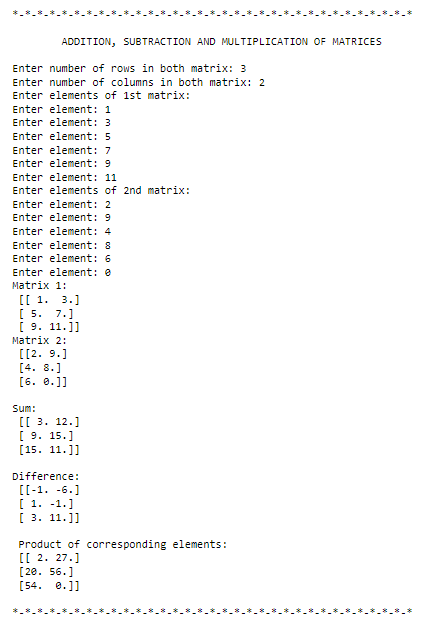 *-*-*-*-*-*-*-*-*-*-*-*-*-*-*-*-*-*-*-*-*-*-*-*-*-*-*-*-*-*-*-*-*
ADDITION, SUBTRACTION AND MULTIPLICATION OF MATRICES
Enter number of rows in both matrix: 3
Enter number of columns in both matrix: 2
Enter elements of 1st matrix:
Enter element: 1
Enter element: 3
Enter element: 5
Enter element: 7
Enter element: 9
Enter element: 11
Enter elements of 2nd matrix:
Enter element: 2
Enter element: 9
Enter element: 4
Enter element: 8
Enter element: 6
Enter element: 0
Matrix 1:
[[ 1.  3.]
[ 5.  7.]
[ 9. 11.]]
Matrix 2:
[[2. 9.]
[4. 8.]
[6. 0.]]
Sum:
[[ 3. 12.]
[ 9. 15.]
[15. 11.]]
Difference:
[[-1. -6.]
[ 1. -1.]
[ 3. 11.]]
Product of corresponding elements:
[[ 2. 27.]
[20. 56.]
[54.  0.]]
*-*-*-*-*-*-*-*-*-*-*-*-*-*-*-*-*-*-*-*-*-*-*-*-*-*-*-*-*-*-*-*-*